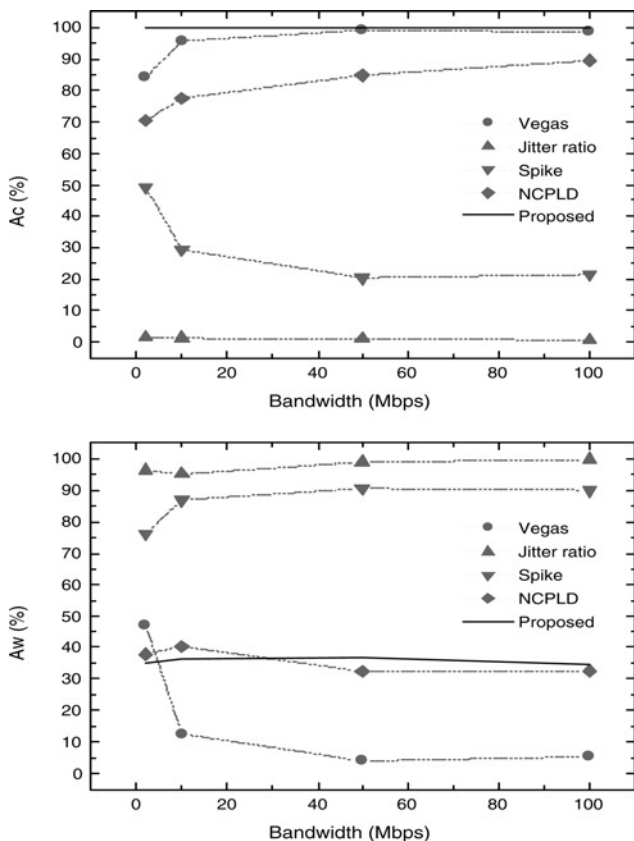 100
90
80
70
60
50
40
30
20
10
0
Ac (%)
Vegas
Jitter ratio
Spike
NCPLD
Proposed
0 20 40 60 80 100
Bandwidth (Mbps)
100
90
80
70
60
50
40
30
20
10
0
Aw (%)
Vegas
Jitter ratio
Spike
NCPLD
Proposed
0 20 40 60 80 100
Bandwidth (Mbps)